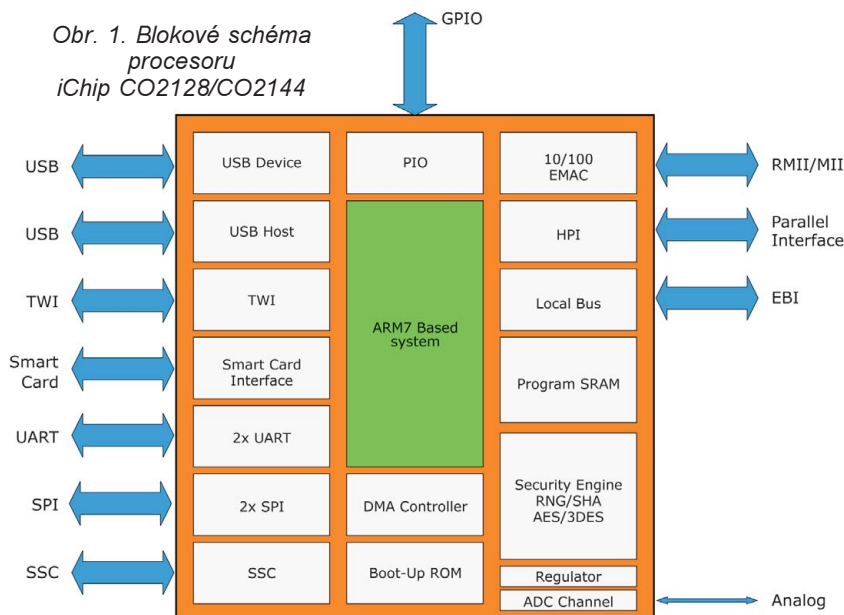 Obr. 1. Blokové schéma
procesoru
iChip CO2128/CO2144
GPIO
USB
USB
TWI
Smart
Card
UART
SPI
SSC
USB Device
USB Host
TWI
Smart Card
Interface
2x UART
2x SPI
SSC
PIO
ARM7 Based
system
DMA Controller
Boot-Up ROM
10/100
EMAC
HPI
Local Bus
Program SRAM
Security Engine
RNG/SHA
AES/3DES
Regulator
ADC Channel
RMII/MII
Parallel
Interface
EBI
Analog